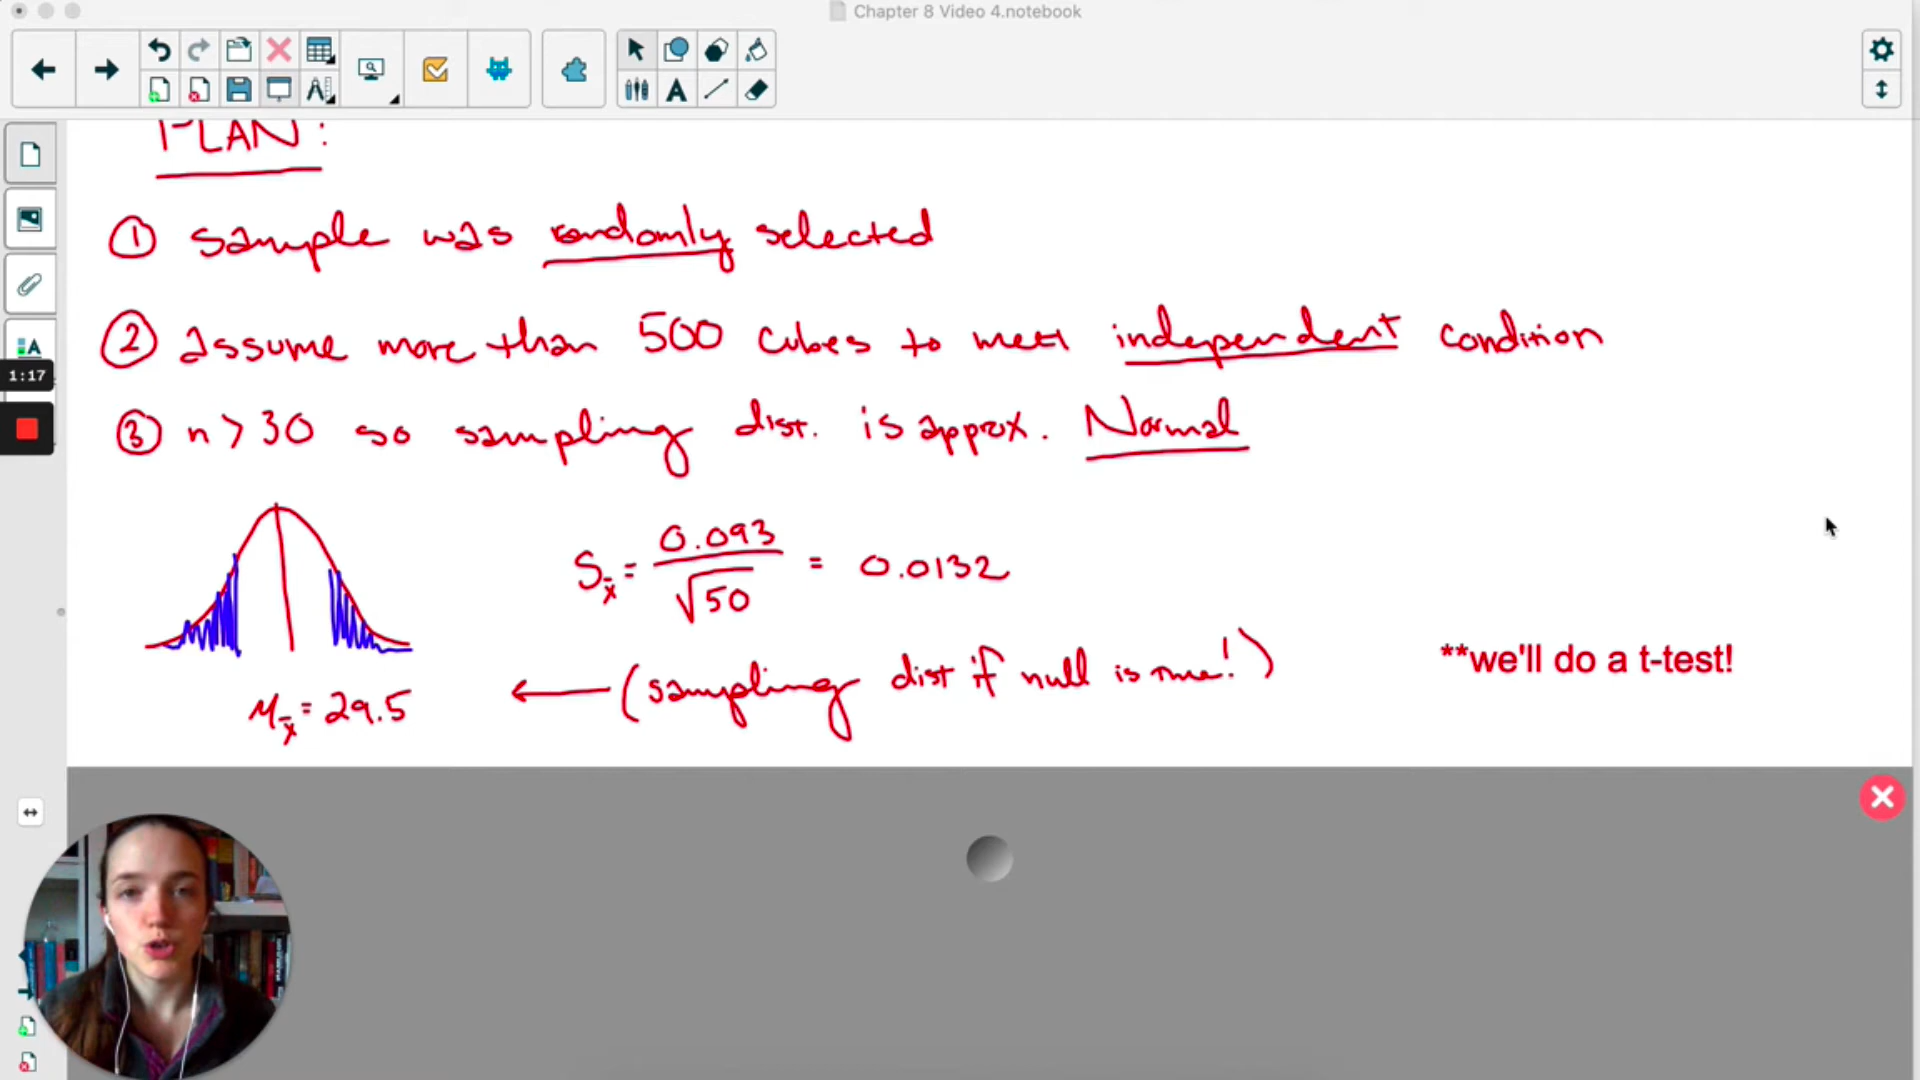 Chapter 8 Video 4.notebook
PLAN:
① sample was randomly selected
② assume more than 500 cubes to meet independent condition
③ n > 30 so sampling dist. is approx. Normal
1:17
S_x̄ = 0.093 / √50 = 0.0132
**we'll do a t-test!
← (sampling dist if null is true!)
μ_x̄ = 29.5